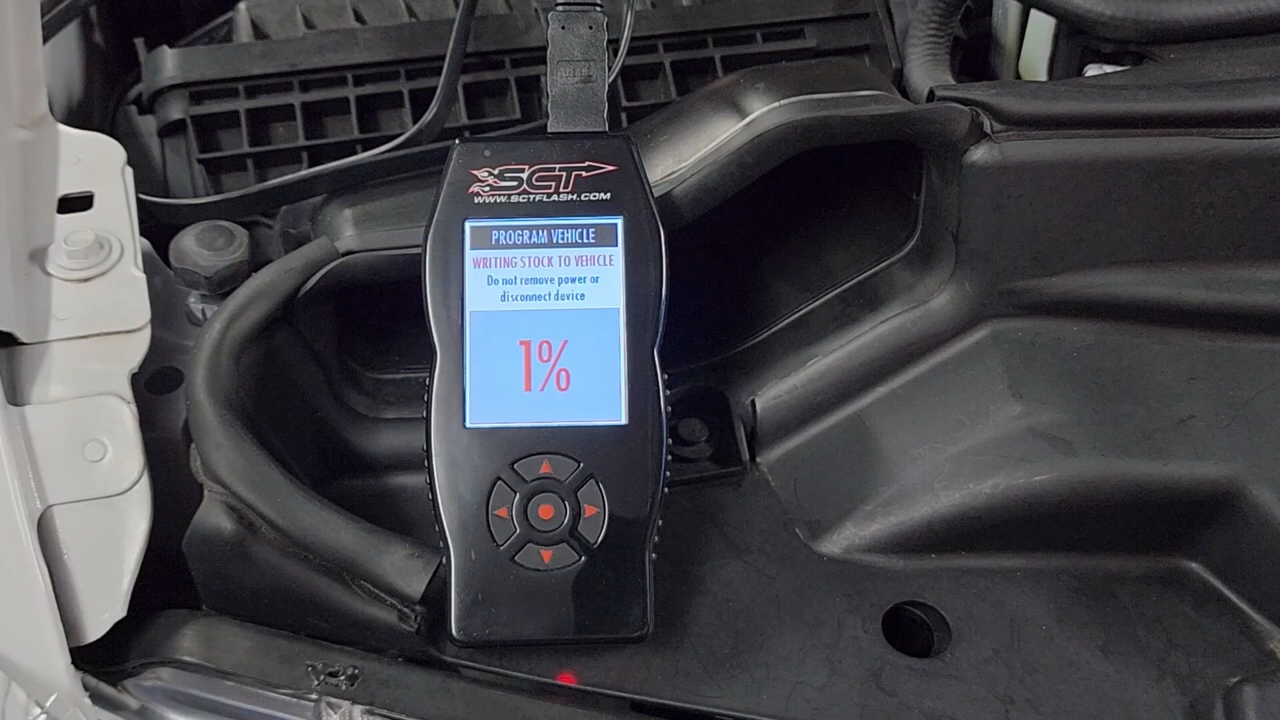 SCT
WWW.SCTFLASH.COM
PROGRAM VEHICLE
WRITING STOCK TO VEHICLE
Do not remove power or
disconnect device
1%